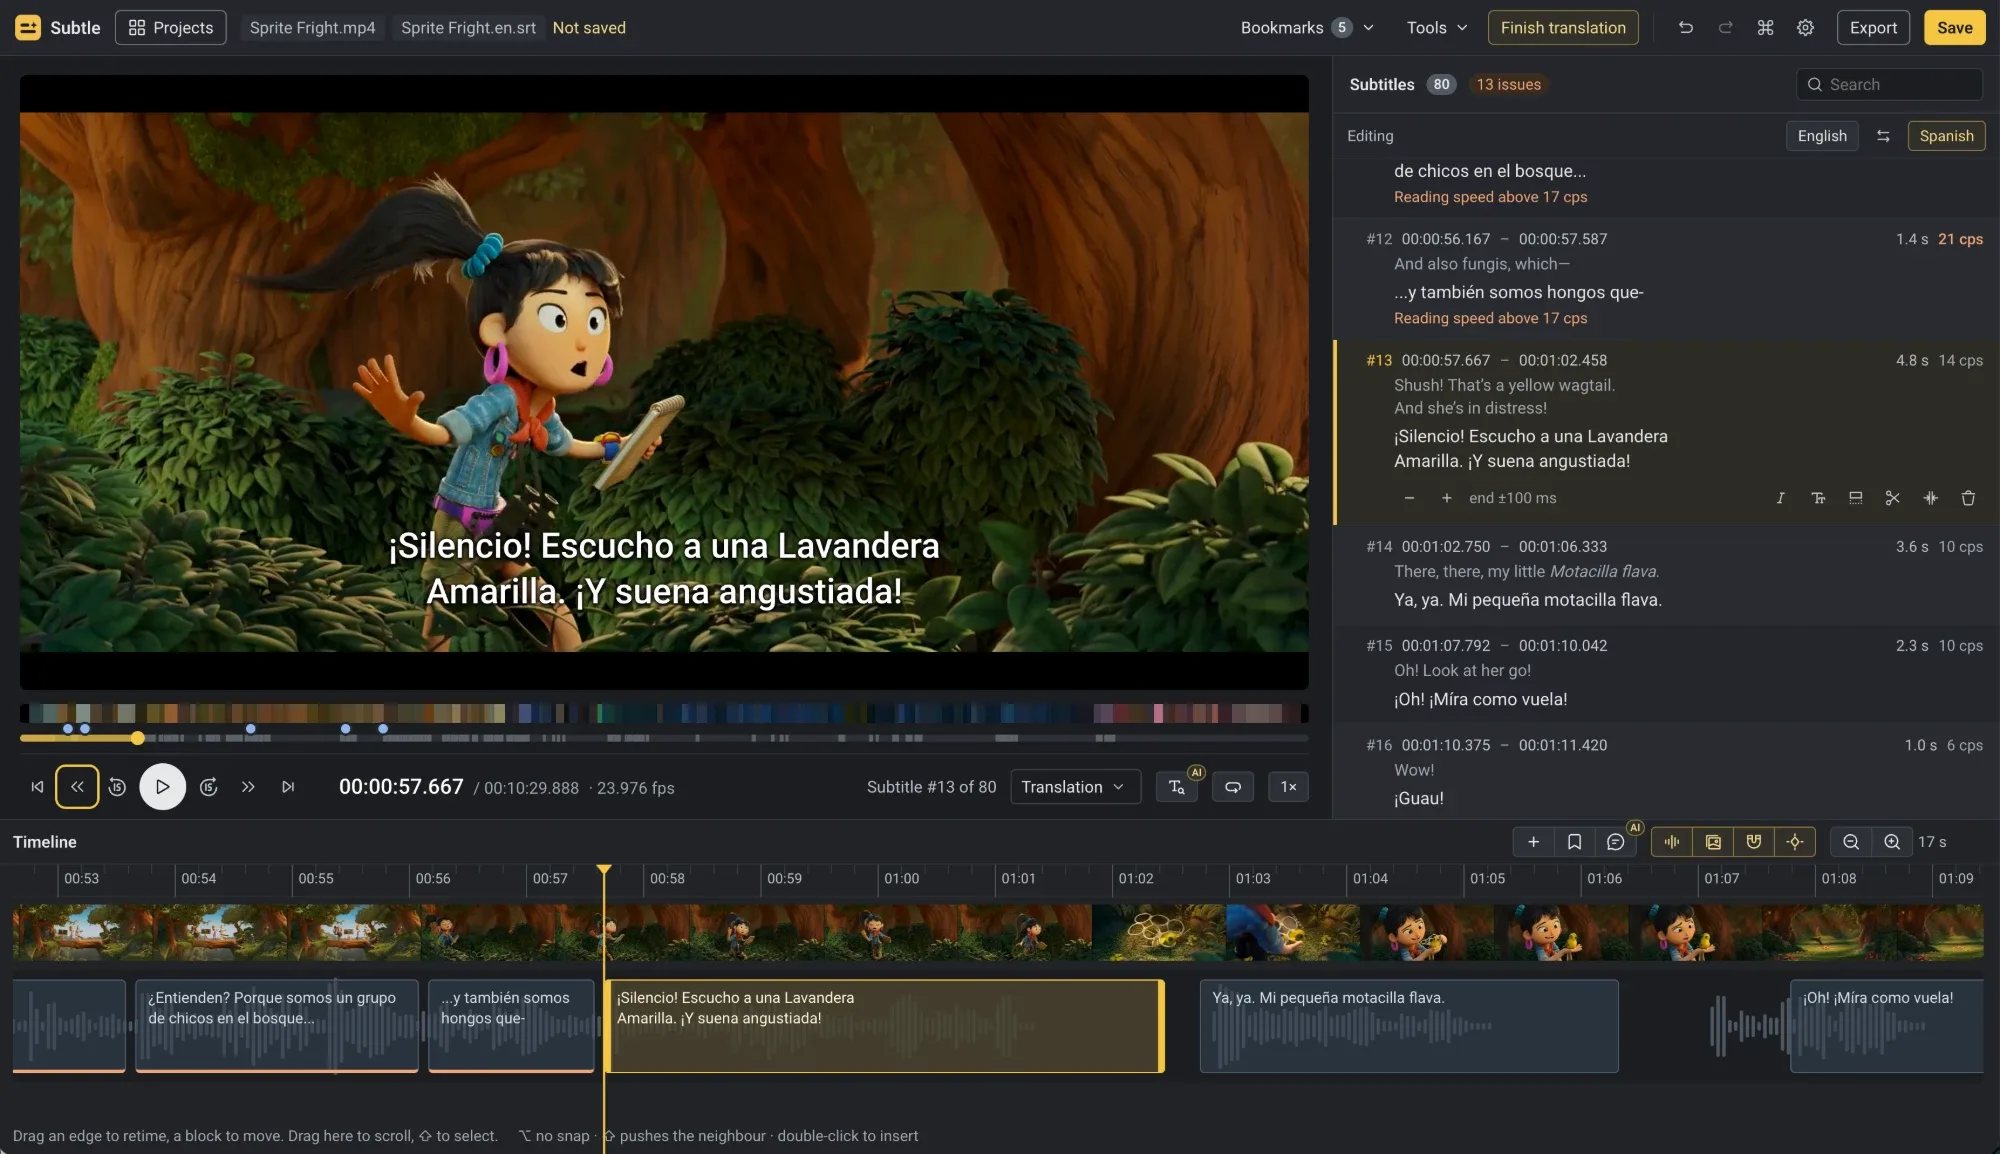 Subtle
Projects
Sprite Fright.mp4
Sprite Fright.en.srt
Not saved
Bookmarks 5
Tools
Finish translation
Export
Save
¡Silencio! Escucho a una Lavandera
Amarilla. ¡Y suena angustiada!
15
15
00:00:57.667 / 00:10:29.888 · 23.976 fps
Subtitle #13 of 80
Translation
AI
1×
Subtitles 80 13 issues
Search
Editing
English
Spanish
de chicos en el bosque...
Reading speed above 17 cps
#12 00:00:56.167 – 00:00:57.587 1.4 s 21 cps
And also fungis, which—
...y también somos hongos que-
Reading speed above 17 cps
#13 00:00:57.667 – 00:01:02.458 4.8 s 14 cps
Shush! That’s a yellow wagtail.
And she’s in distress!
¡Silencio! Escucho a una Lavandera
Amarilla. ¡Y suena angustiada!
− + end ±100 ms
#14 00:01:02.750 – 00:01:06.333 3.6 s 10 cps
There, there, my little Motacilla flava.
Ya, ya. Mi pequeña motacilla flava.
#15 00:01:07.792 – 00:01:10.042 2.3 s 10 cps
Oh! Look at her go!
¡Oh! ¡Míra como vuela!
#16 00:01:10.375 – 00:01:11.420 1.0 s 6 cps
Wow!
¡Guau!
Timeline
AI
17 s
00:53 00:54 00:55 00:56 00:57 00:58 00:59 01:00 01:01 01:02 01:03 01:04 01:05 01:06 01:07 01:08 01:09
¿Entienden? Porque somos un grupo
de chicos en el bosque...
...y también somos
hongos que-
¡Silencio! Escucho a una Lavandera
Amarilla. ¡Y suena angustiada!
Ya, ya. Mi pequeña motacilla flava.
¡Oh! ¡Míra como vuela!
Drag an edge to retime, a block to move. Drag here to scroll, ⇧ to select. ⌥ no snap · ⇧ pushes the neighbour · double-click to insert